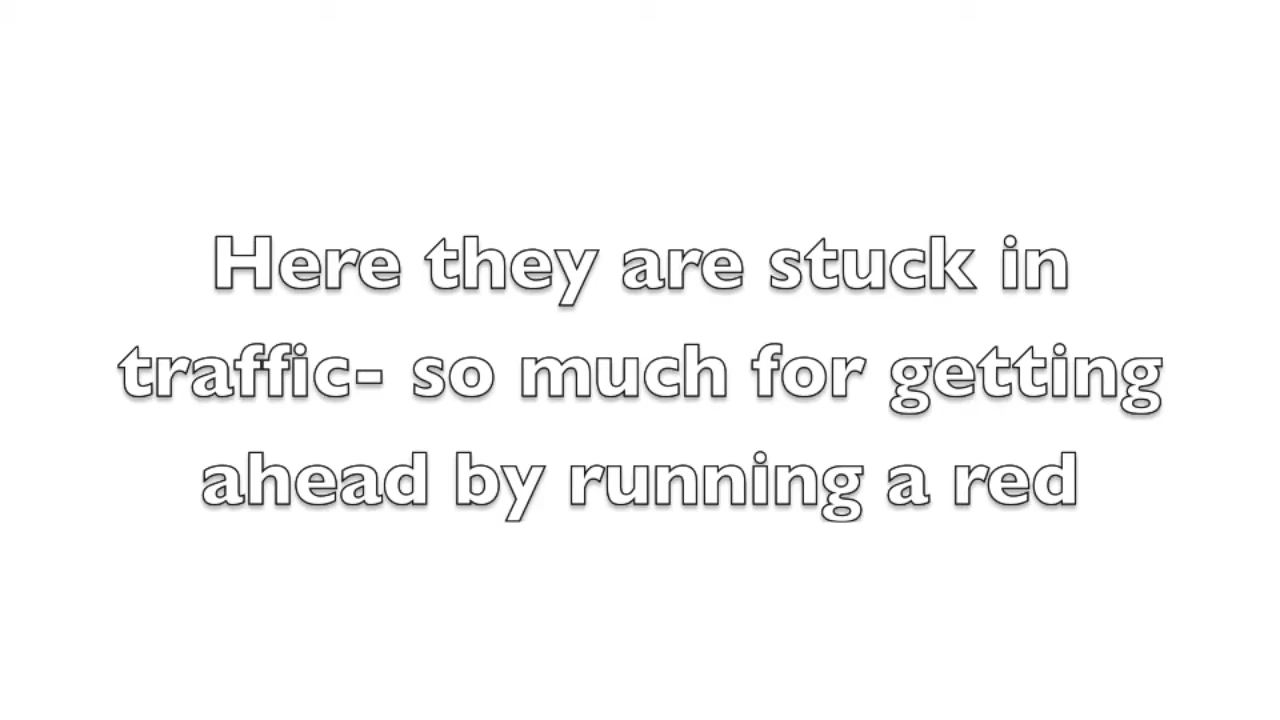 Here they are stuck in
traffic- so much for getting
ahead by running a red